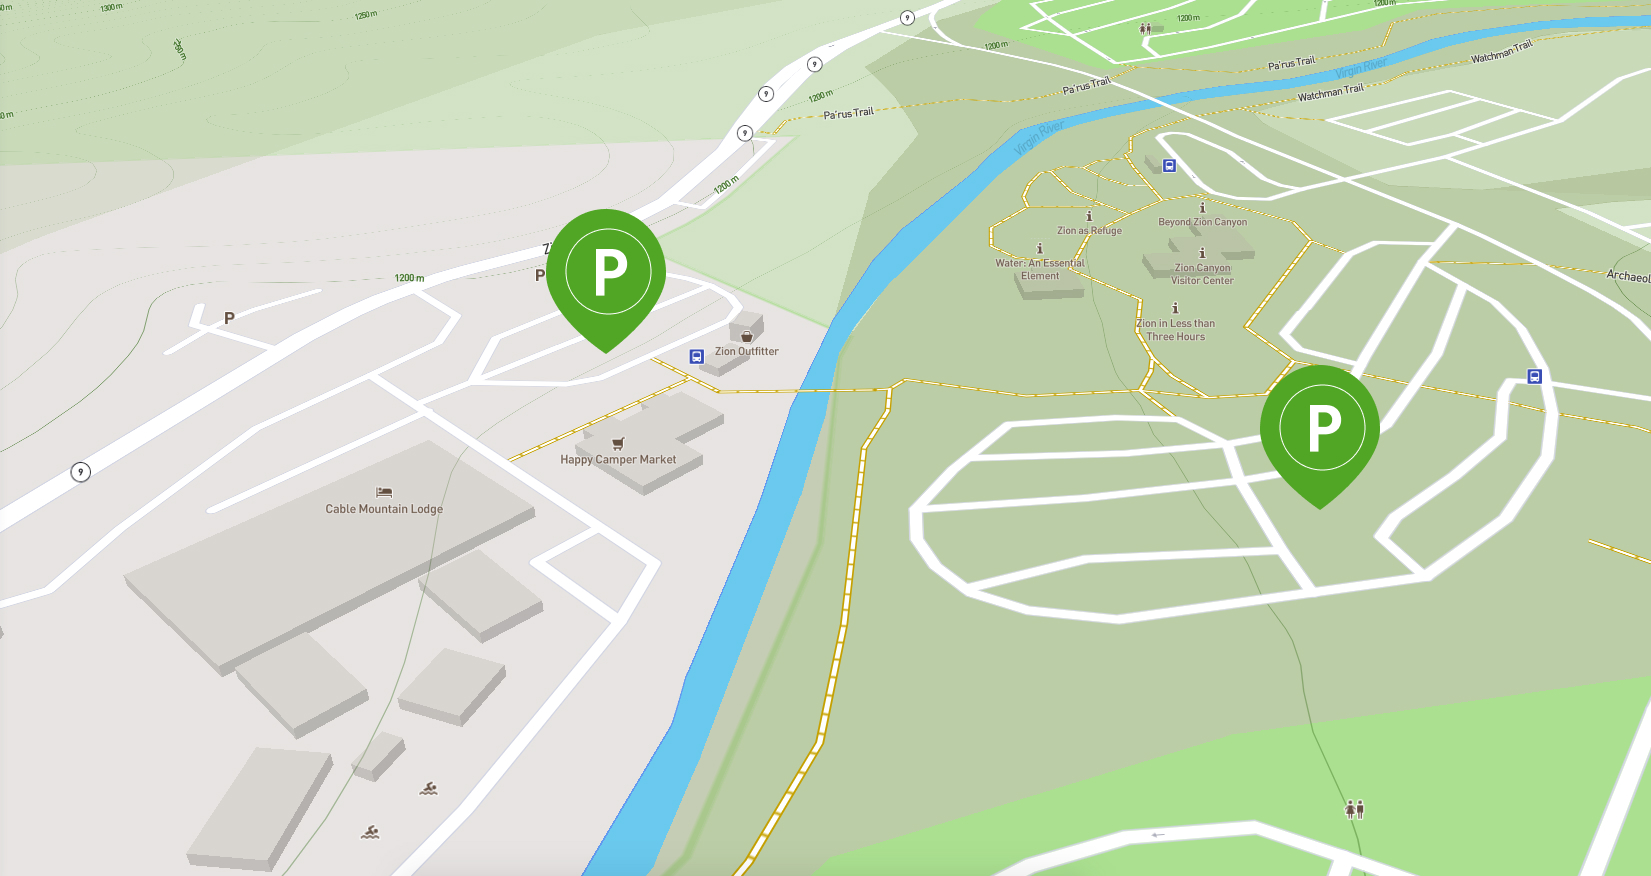 1300 m
1250 m
1200 m
1200 m
9
1200 m
9
Pa'rus Trail
Watchman Trail
Virgin River
9
1200 m
Pa'rus Trail
Watchman Trail
Pa'rus Trail
9
Virgin River
1200 m
Beyond Zion Canyon
Zion as Refuge
P
Water: An Essential
Element
Zion Canyon
Visitor Center
P
1200 m
P
Zion in Less than
Three Hours
Zion Outfitter
P
Happy Camper Market
9
Cable Mountain Lodge